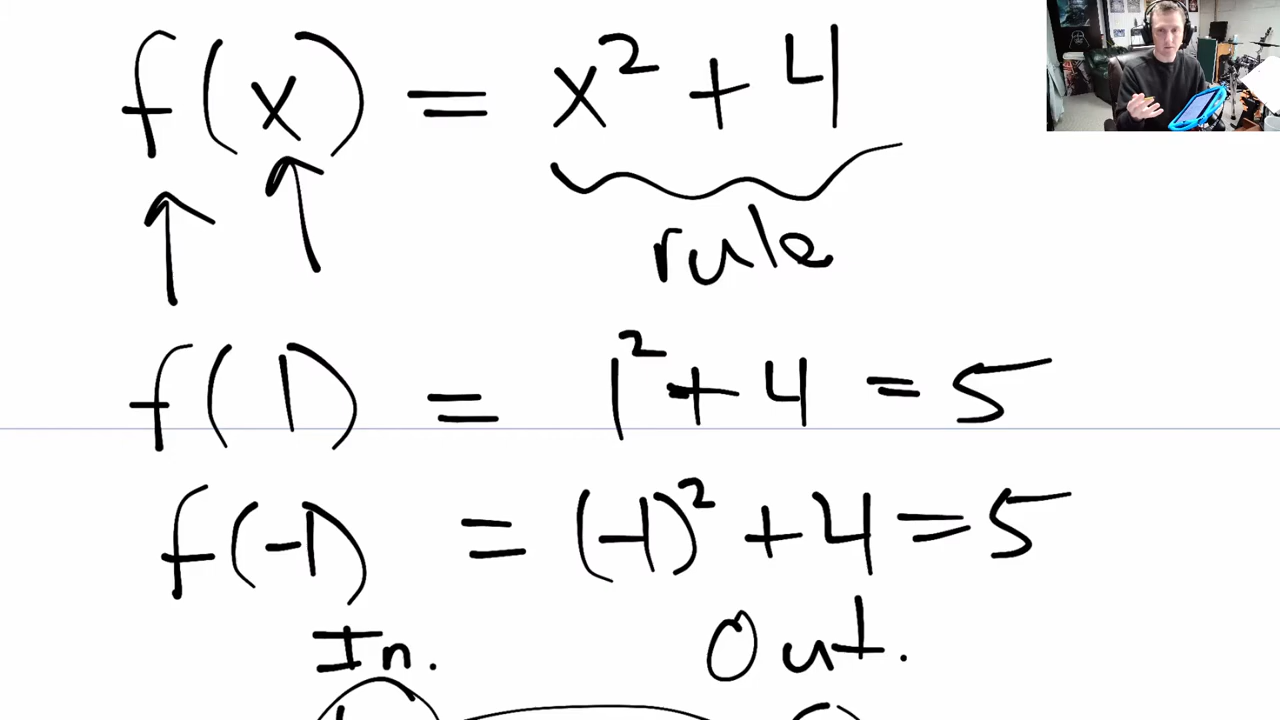 f(x) = x² + 4
rule
f(1) = 1² + 4 = 5
f(-1) = (-1)² + 4 = 5
In. Out.